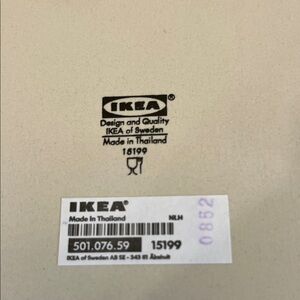 IKEA®
Design and Quality
IKEA of Sweden
Made in Thailand
15199
IKEA®
Made in Thailand NLH
501.076.59 15199
IKEA of Sweden AB SE - 343 81 Älmhult
0852